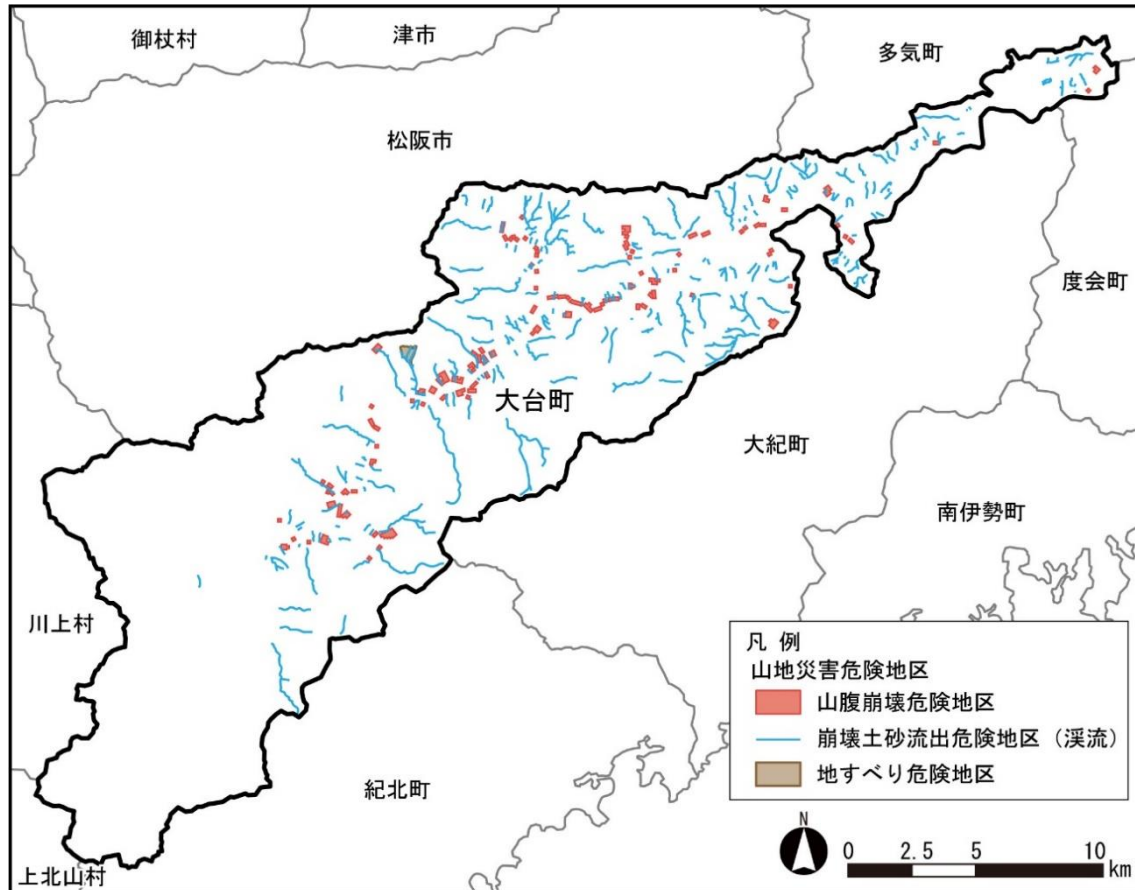 御杖村
津市
多気町
松阪市
度会町
大台町
大紀町
南伊勢町
川上村
紀北町
上北山村
凡 例
山地災害危険地区
山腹崩壊危険地区
崩壊土砂流出危険地区（渓流）
地すべり危険地区
N
0 2.5 5 10
km